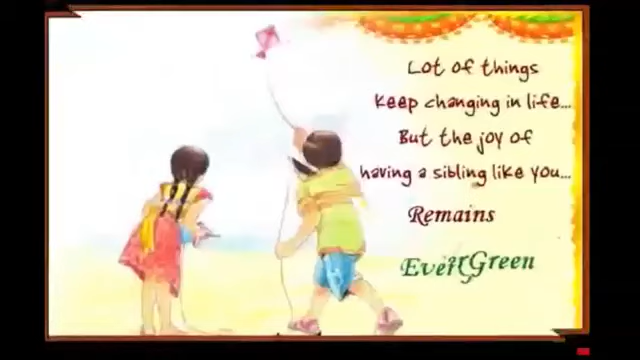 Lot of things
Keep changing in life...
But the joy of
having a sibling like you...
Remains
EverGreen